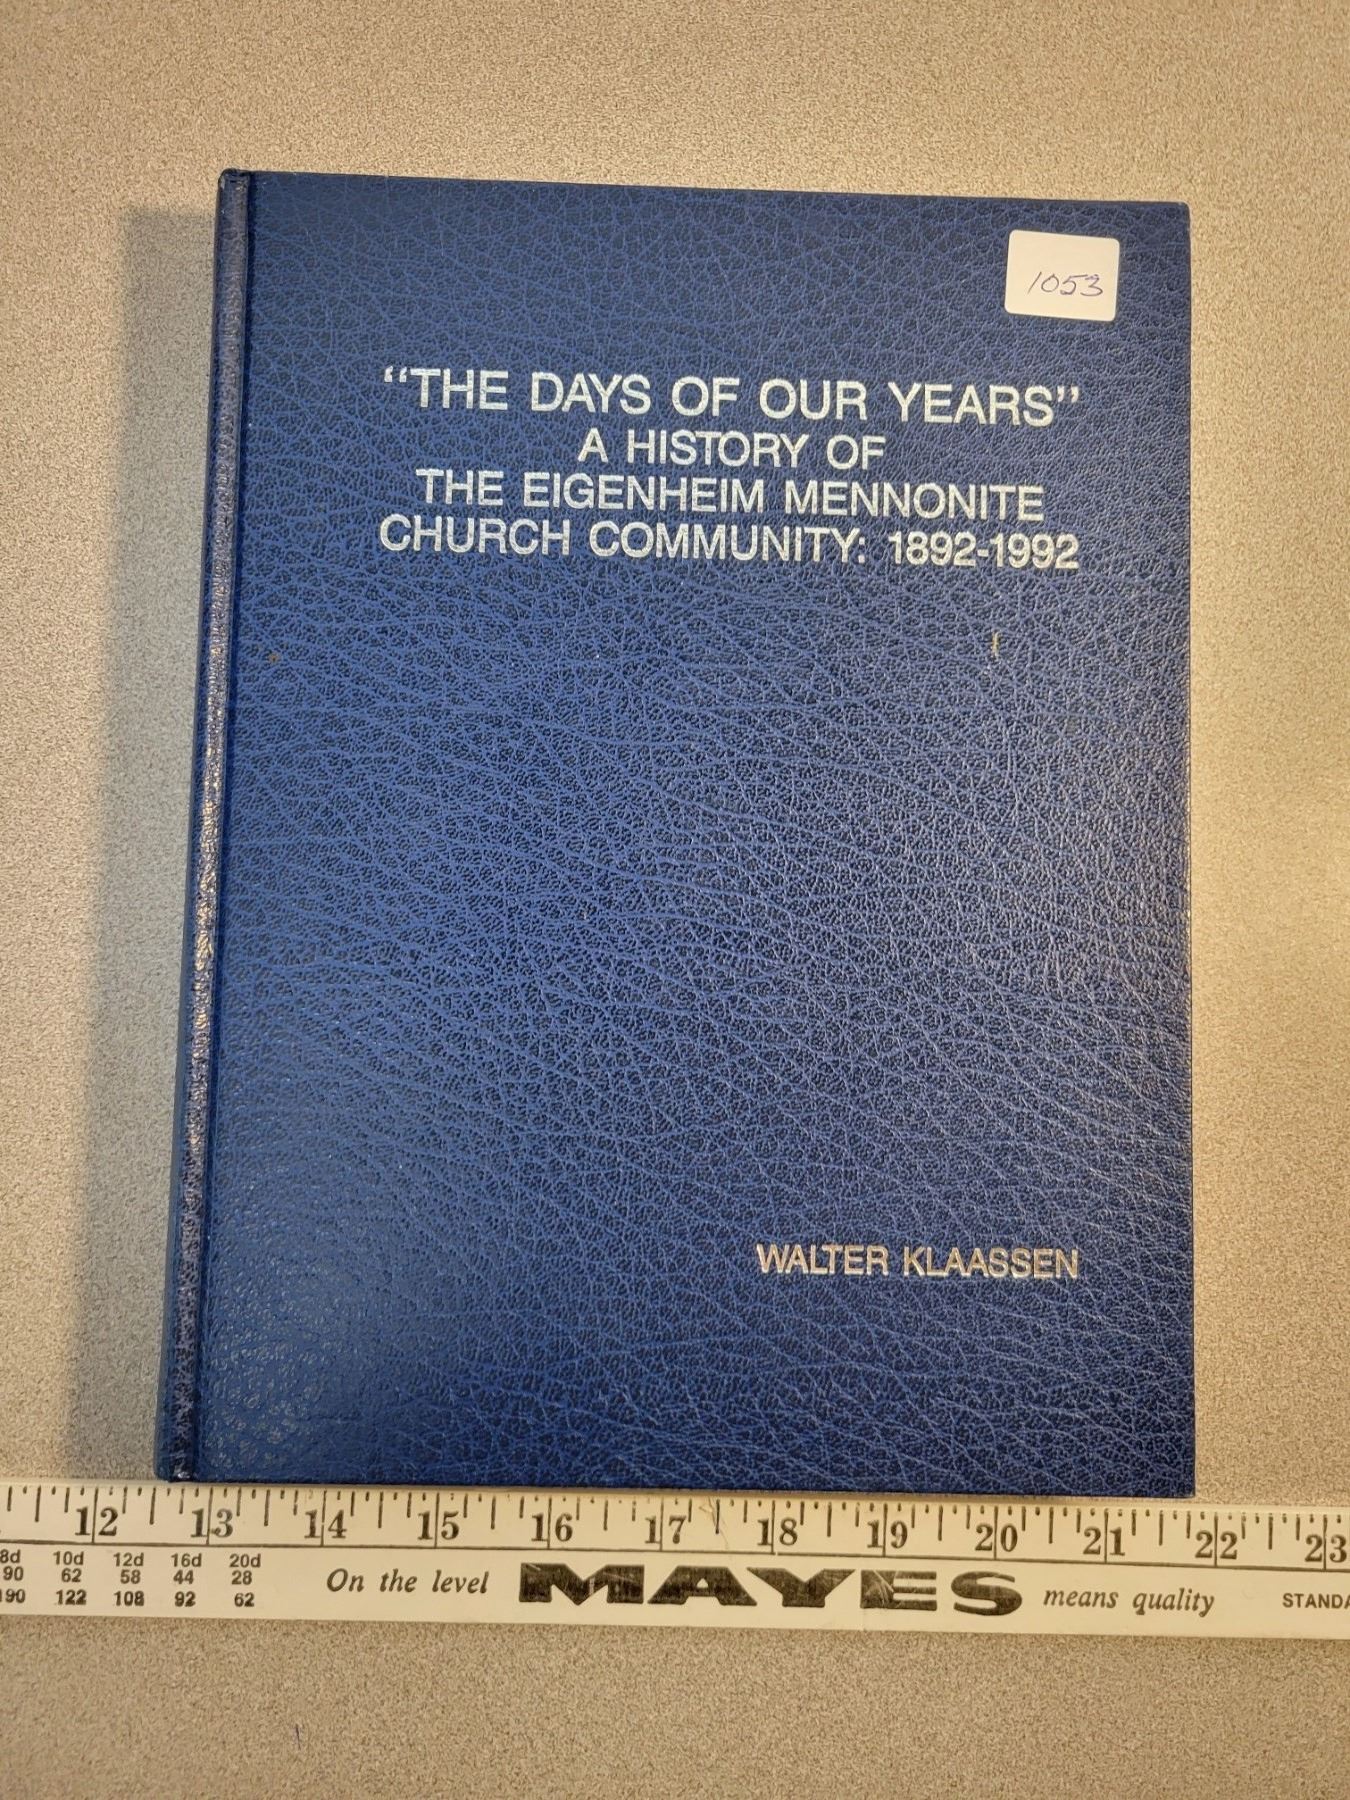 1053
"THE DAYS OF OUR YEARS"
A HISTORY OF
THE EIGENHEIM MENNONITE
CHURCH COMMUNITY: 1892-1992
WALTER KLAASSEN
12 13 14 15 16 17 18 19 20 21 22 23
8d 10d 12d 16d 20d
90 62 58 44 28
190 122 108 92 62
On the level MAYES means quality